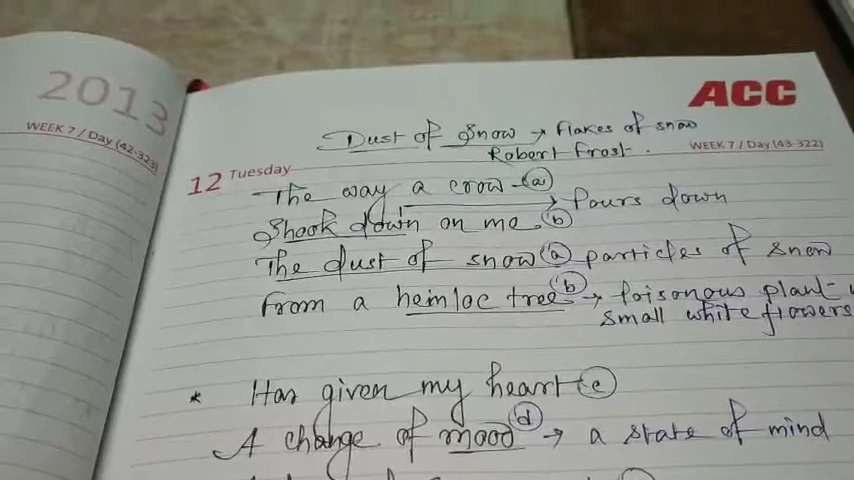 2013
WEEK 7 / Day (42-323)
ACC
Dust of Snow → flakes of snow
Robert Frost.
WEEK 7 / Day (43-322)
12 Tuesday
The way a crow (a)
Shook down on me (b) → Pours down
The dust of snow (a) particles of snow
From a hemloc tree (b) → poisonous plant
small white flowers
* Has given my heart (c)
A change of mood (d) → a state of mind